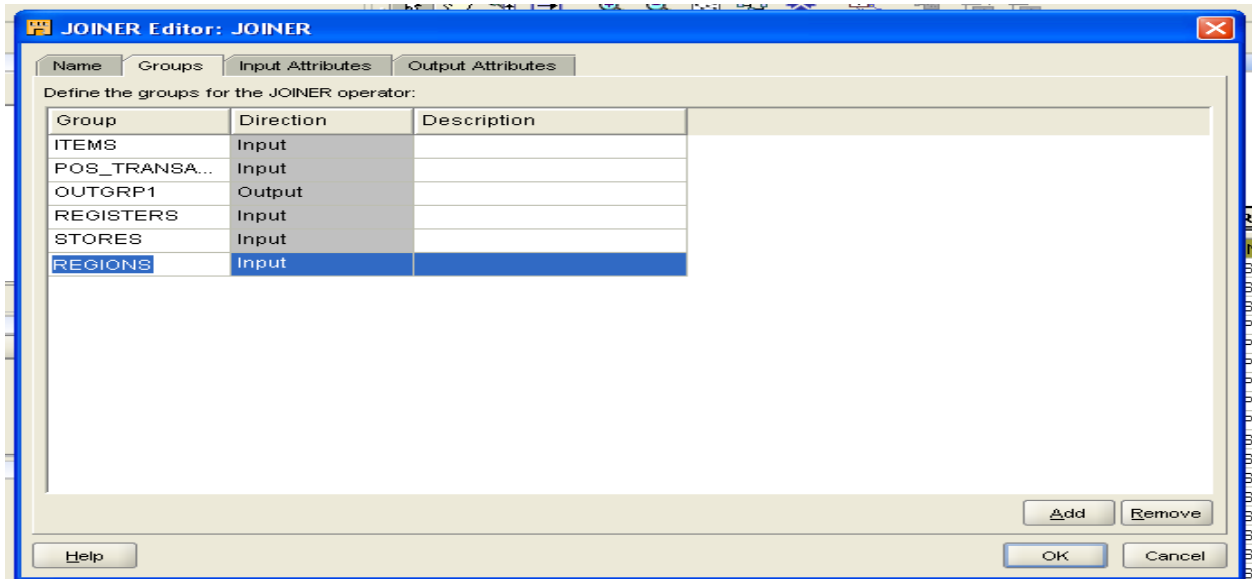 JOINER Editor: JOINER
Name Groups Input Attributes Output Attributes
Define the groups for the JOINER operator:
Group Direction Description
ITEMS Input
POS_TRANSA... Input
OUTGRP1 Output
REGISTERS Input
STORES Input
REGIONS Input
Add Remove
Help OK Cancel